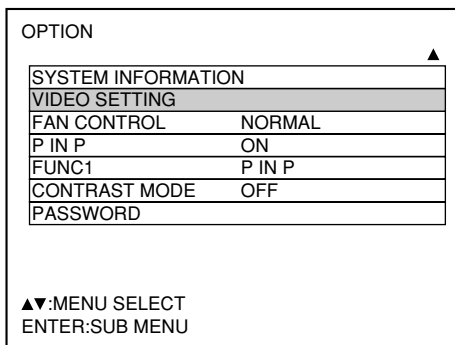 OPTION
▲
SYSTEM INFORMATION
VIDEO SETTING
FAN CONTROL NORMAL
P IN P ON
FUNC1 P IN P
CONTRAST MODE OFF
PASSWORD
▲▼:MENU SELECT
ENTER:SUB MENU